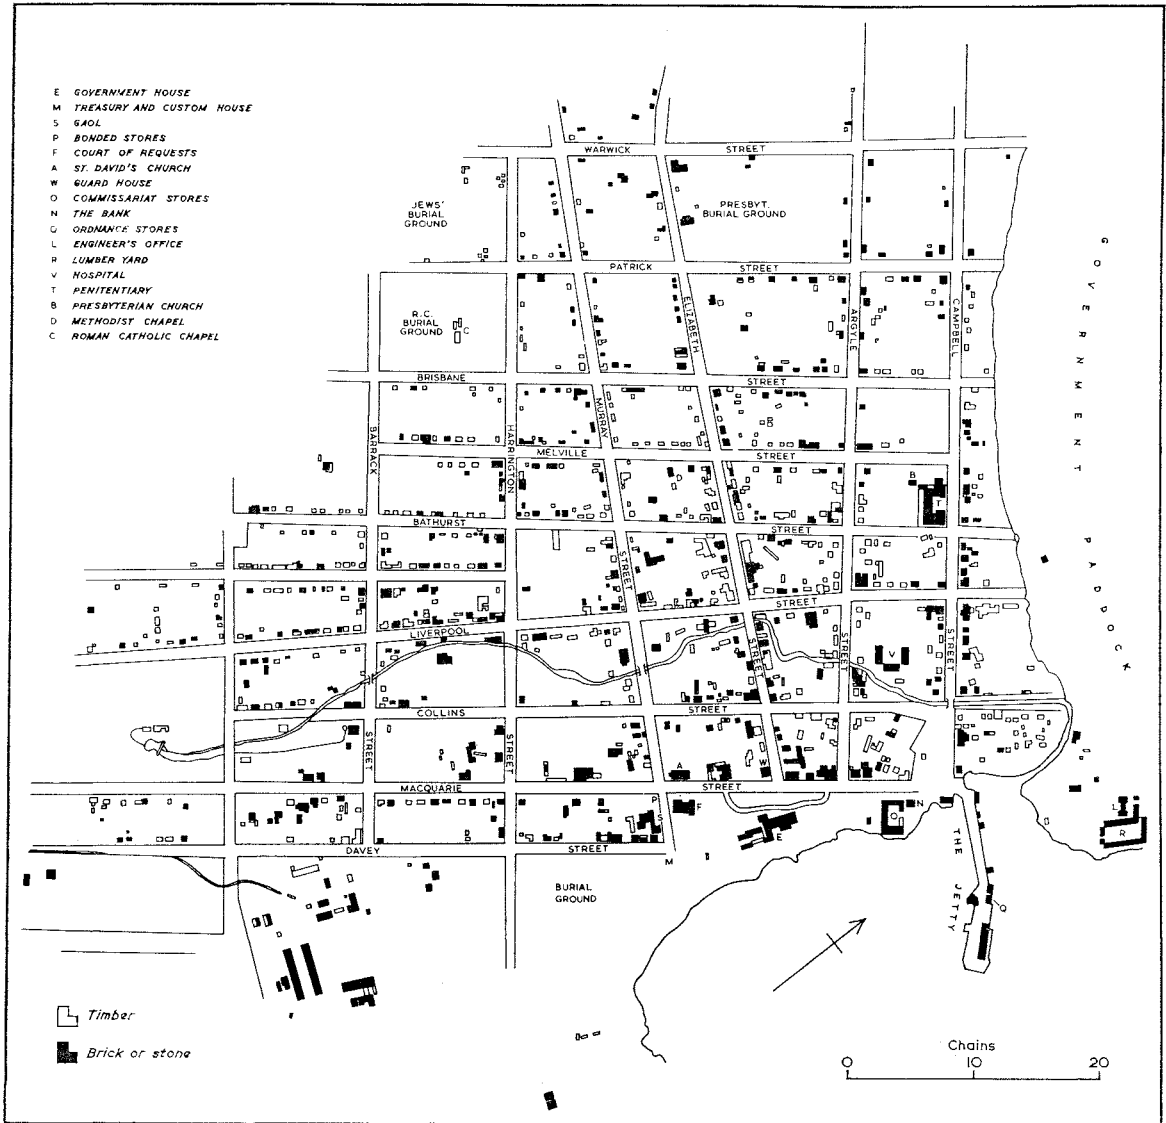 E GOVERNMENT HOUSE
M TREASURY AND CUSTOM HOUSE
S GAOL
P BONDED STORES
F COURT OF REQUESTS
A ST. DAVID'S CHURCH
W GUARD HOUSE
O COMMISSARIAT STORES
N THE BANK
Q ORDNANCE STORES
L ENGINEER'S OFFICE
R LUMBER YARD
V HOSPITAL
T PENITENTIARY
B PRESBYTERIAN CHURCH
D METHODIST CHAPEL
C ROMAN CATHOLIC CHAPEL
WARWICK STREET
JEWS'
BURIAL
GROUND
PRESBYT.
BURIAL GROUND
PATRICK STREET
R.C.
BURIAL
GROUND
C
ELIZABETH
ARGYLE
CAMPBELL
GOVERNMENT PADDOCK
BRISBANE STREET
BARRACK
HARRINGTON
MURRAY
MELVILLE STREET
D
B
T
BATHURST STREET
STREET
LIVERPOOL STREET
STREET
STREET
STREET
V
COLLINS STREET
STREET
STREET
A
W
MACQUARIE STREET
P
S
F
E
O
N
L
R
DAVEY STREET
M
THE JETTY
Q
BURIAL
GROUND
Timber
Brick or stone
Chains
0 10 20